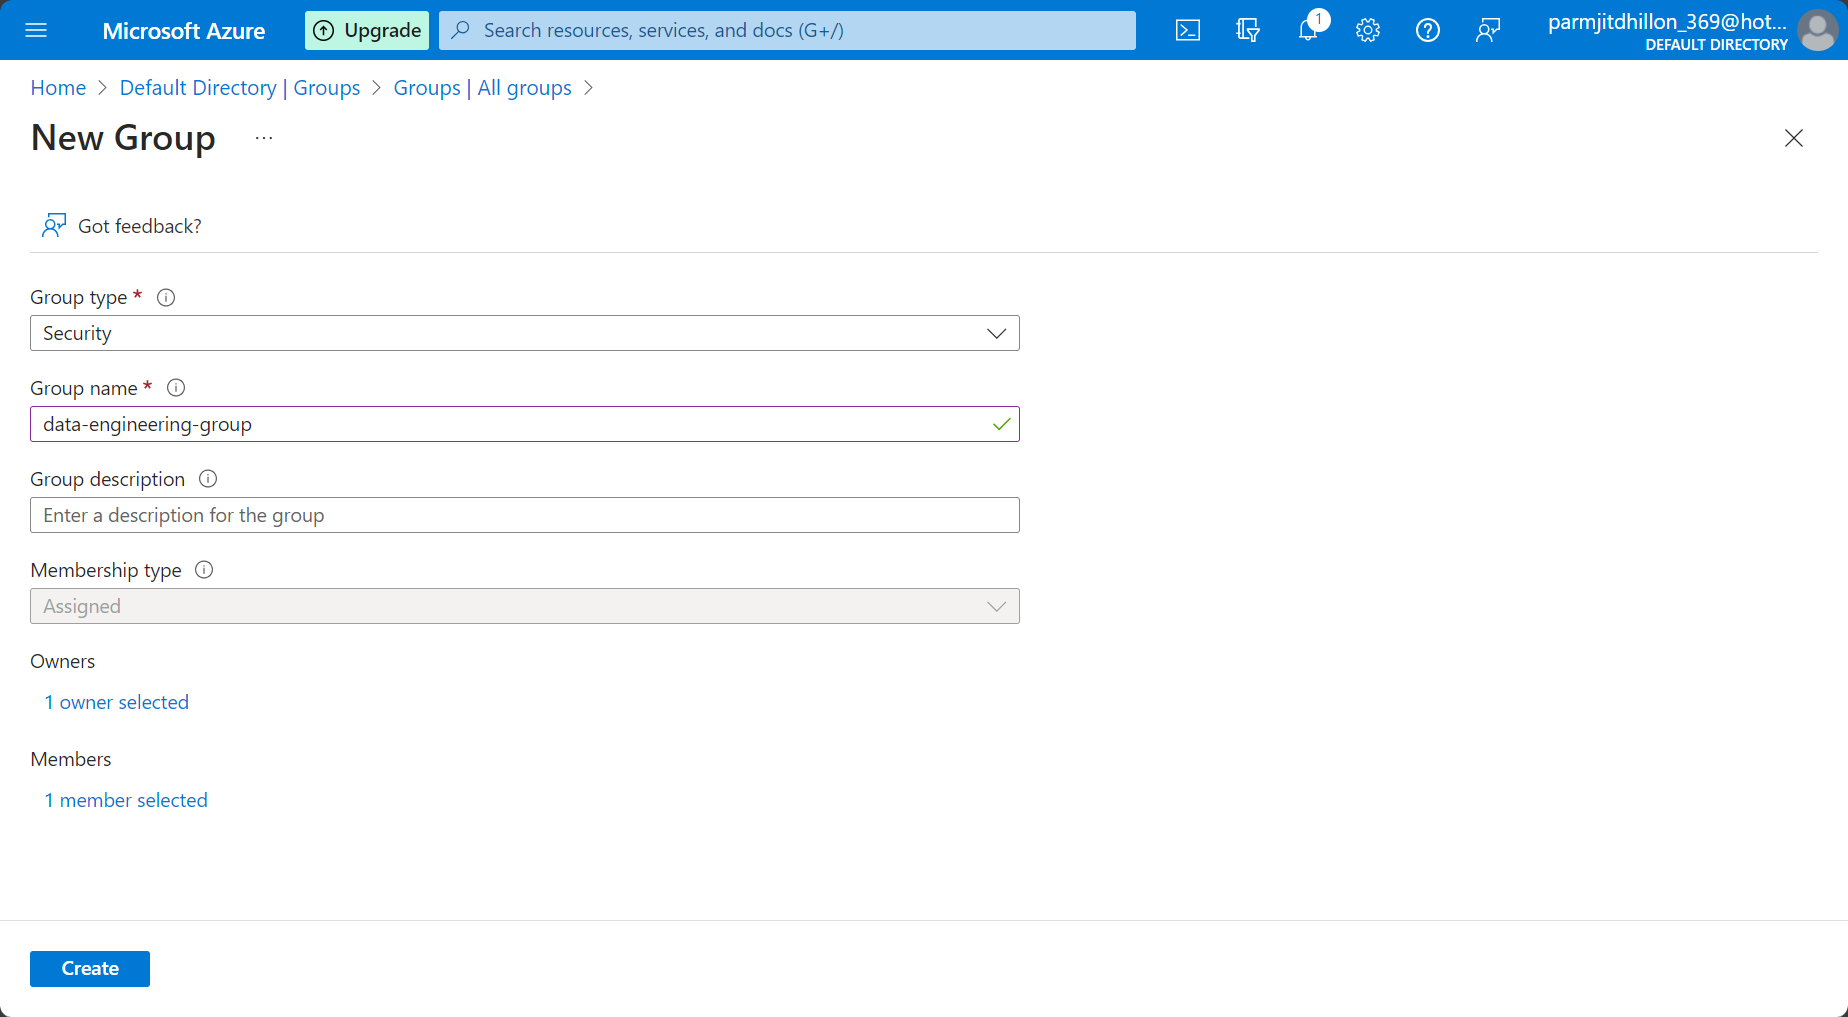 Microsoft Azure
Upgrade
Search resources, services, and docs (G+/)
1
parmjitdhillon_369@hot...
DEFAULT DIRECTORY
Home > Default Directory | Groups > Groups | All groups >
New Group ...
Got feedback?
Group type *
Security
Group name *
data-engineering-group
Group description
Enter a description for the group
Membership type
Assigned
Owners
1 owner selected
Members
1 member selected
Create